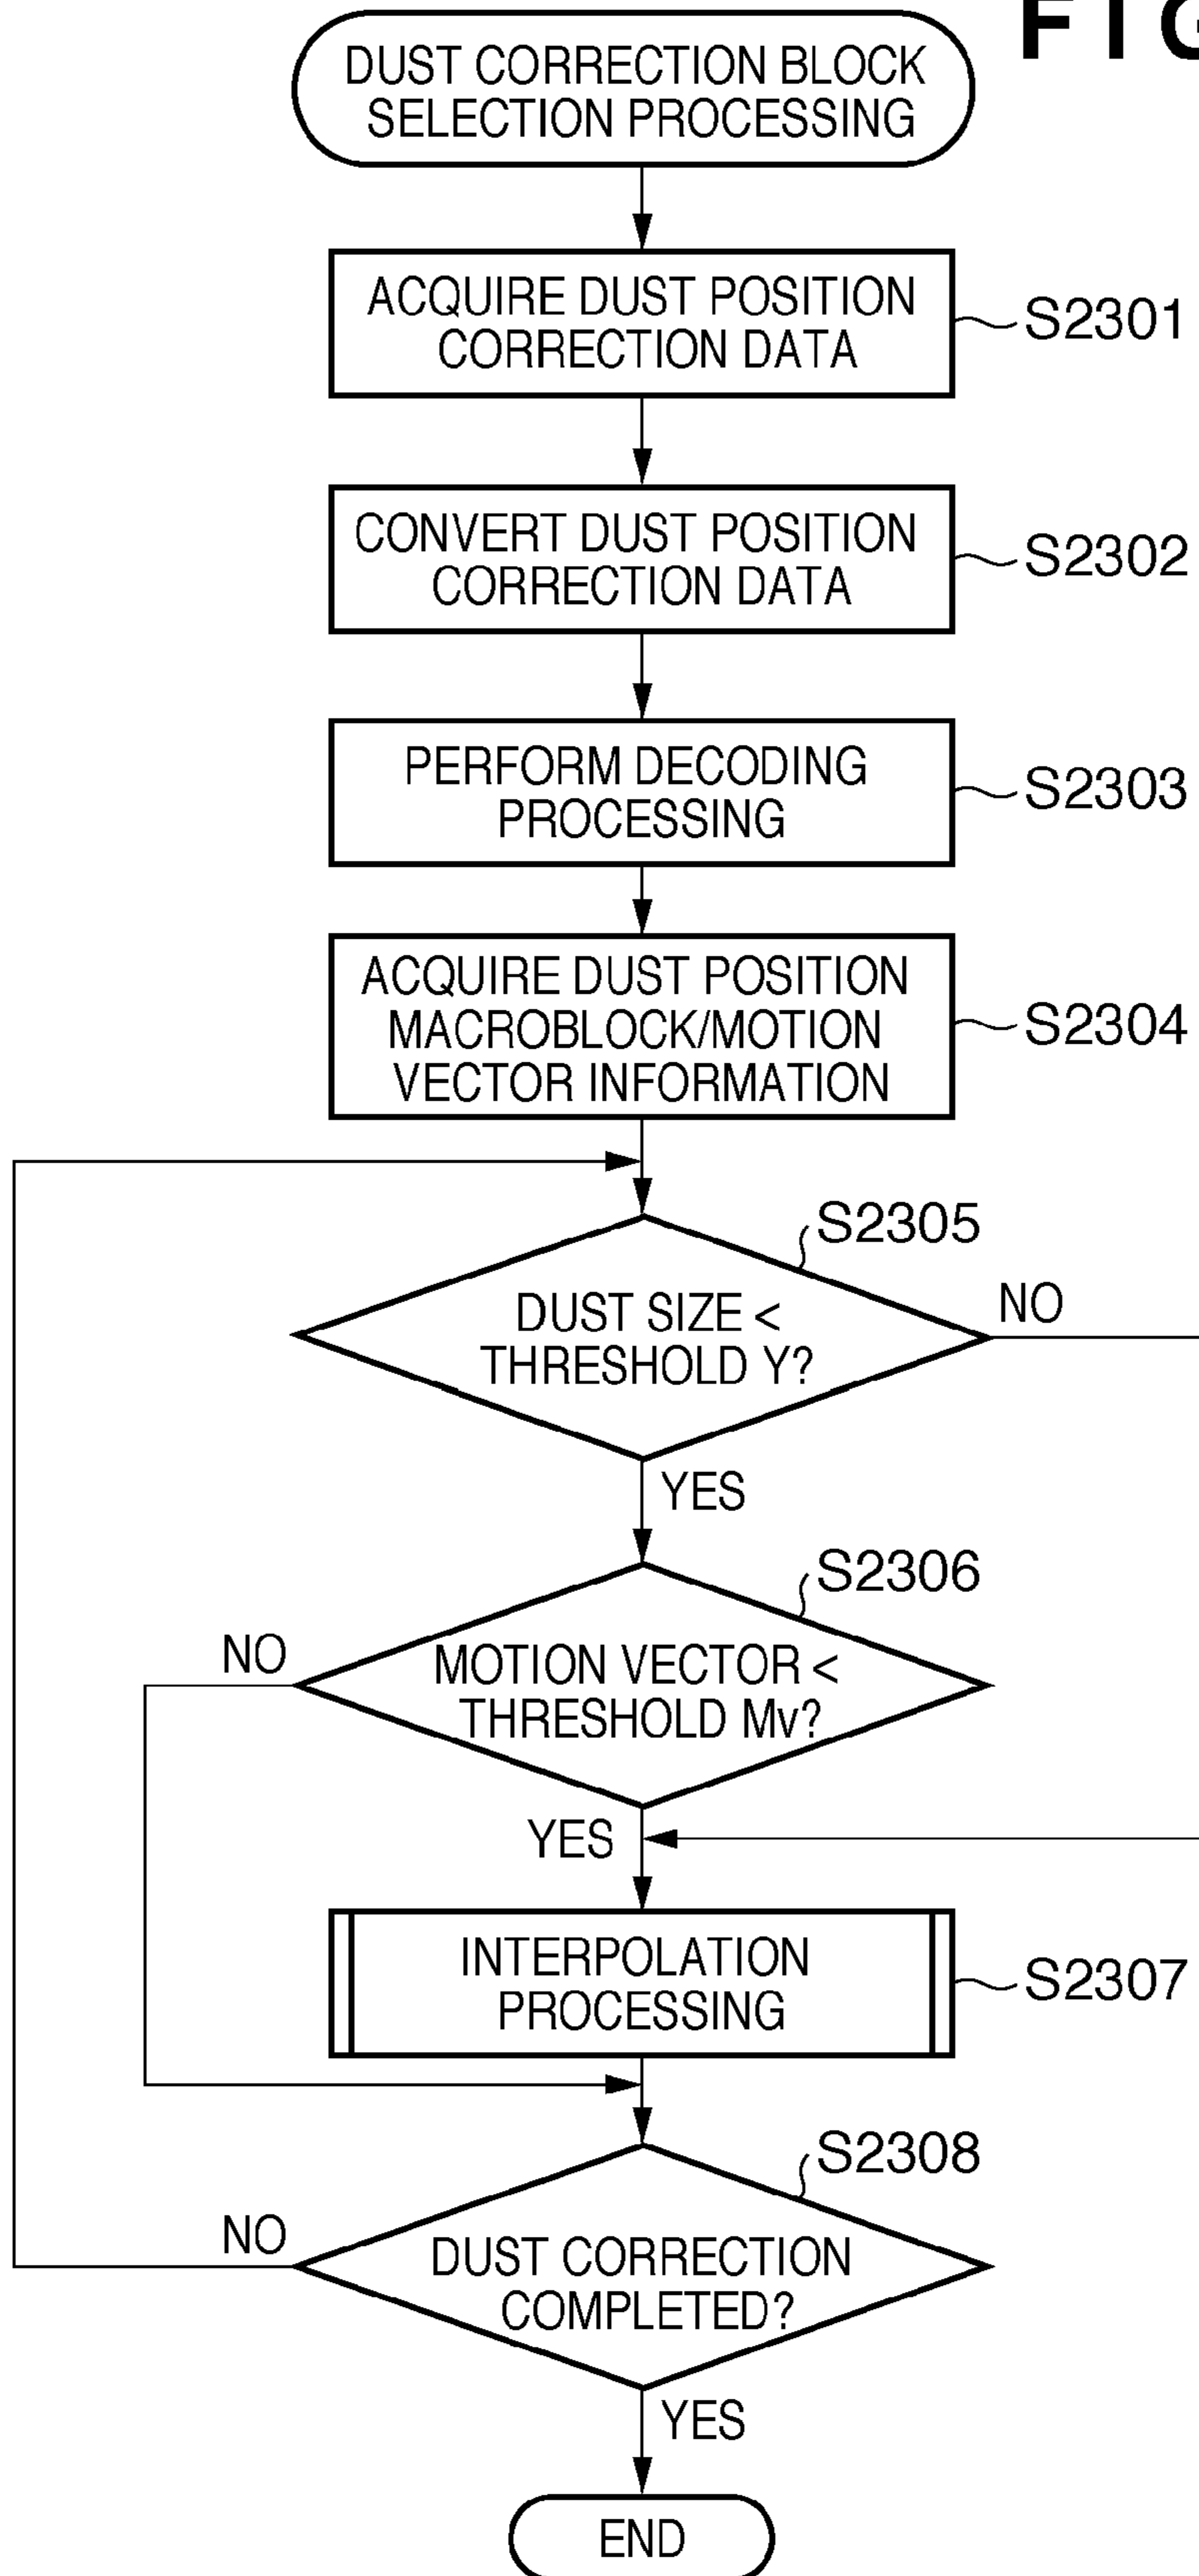 FIG
DUST CORRECTION BLOCK
SELECTION PROCESSING
ACQUIRE DUST POSITION
CORRECTION DATA
S2301
CONVERT DUST POSITION
CORRECTION DATA
S2302
PERFORM DECODING
PROCESSING
S2303
ACQUIRE DUST POSITION
MACROBLOCK/MOTION
VECTOR INFORMATION
S2304
S2305
DUST SIZE <
THRESHOLD Y?
NO
YES
S2306
NO
MOTION VECTOR <
THRESHOLD Mv?
YES
INTERPOLATION
PROCESSING
S2307
S2308
NO
DUST CORRECTION
COMPLETED?
YES
END